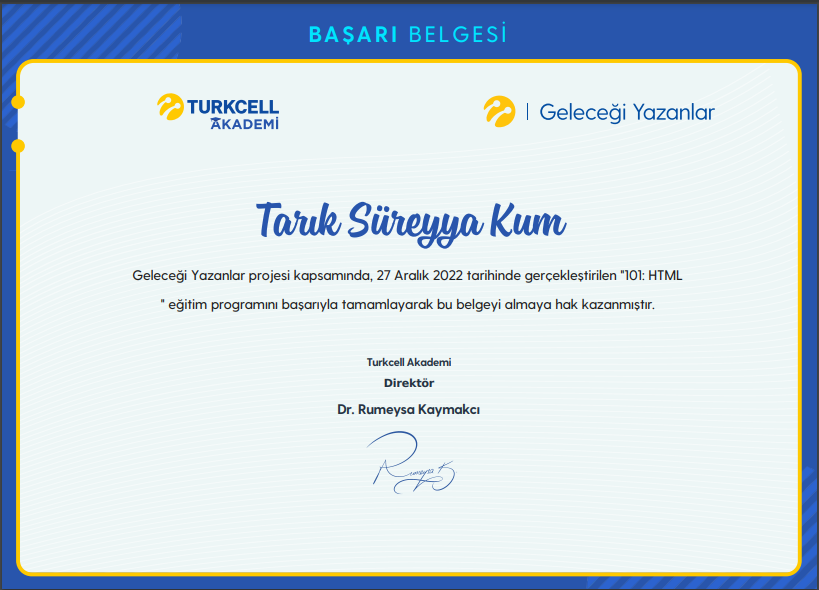 BAŞARI BELGESİ
TURKCELL
AKADEMİ
Geleceği Yazanlar
Tarık Süreyya Kum
Geleceği Yazanlar projesi kapsamında, 27 Aralık 2022 tarihinde gerçekleştirilen "101: HTML
" eğitim programını başarıyla tamamlayarak bu belgeyi almaya hak kazanmıştır.
Turkcell Akademi
Direktör
Dr. Rumeysa Kaymakcı
Rumeysa K